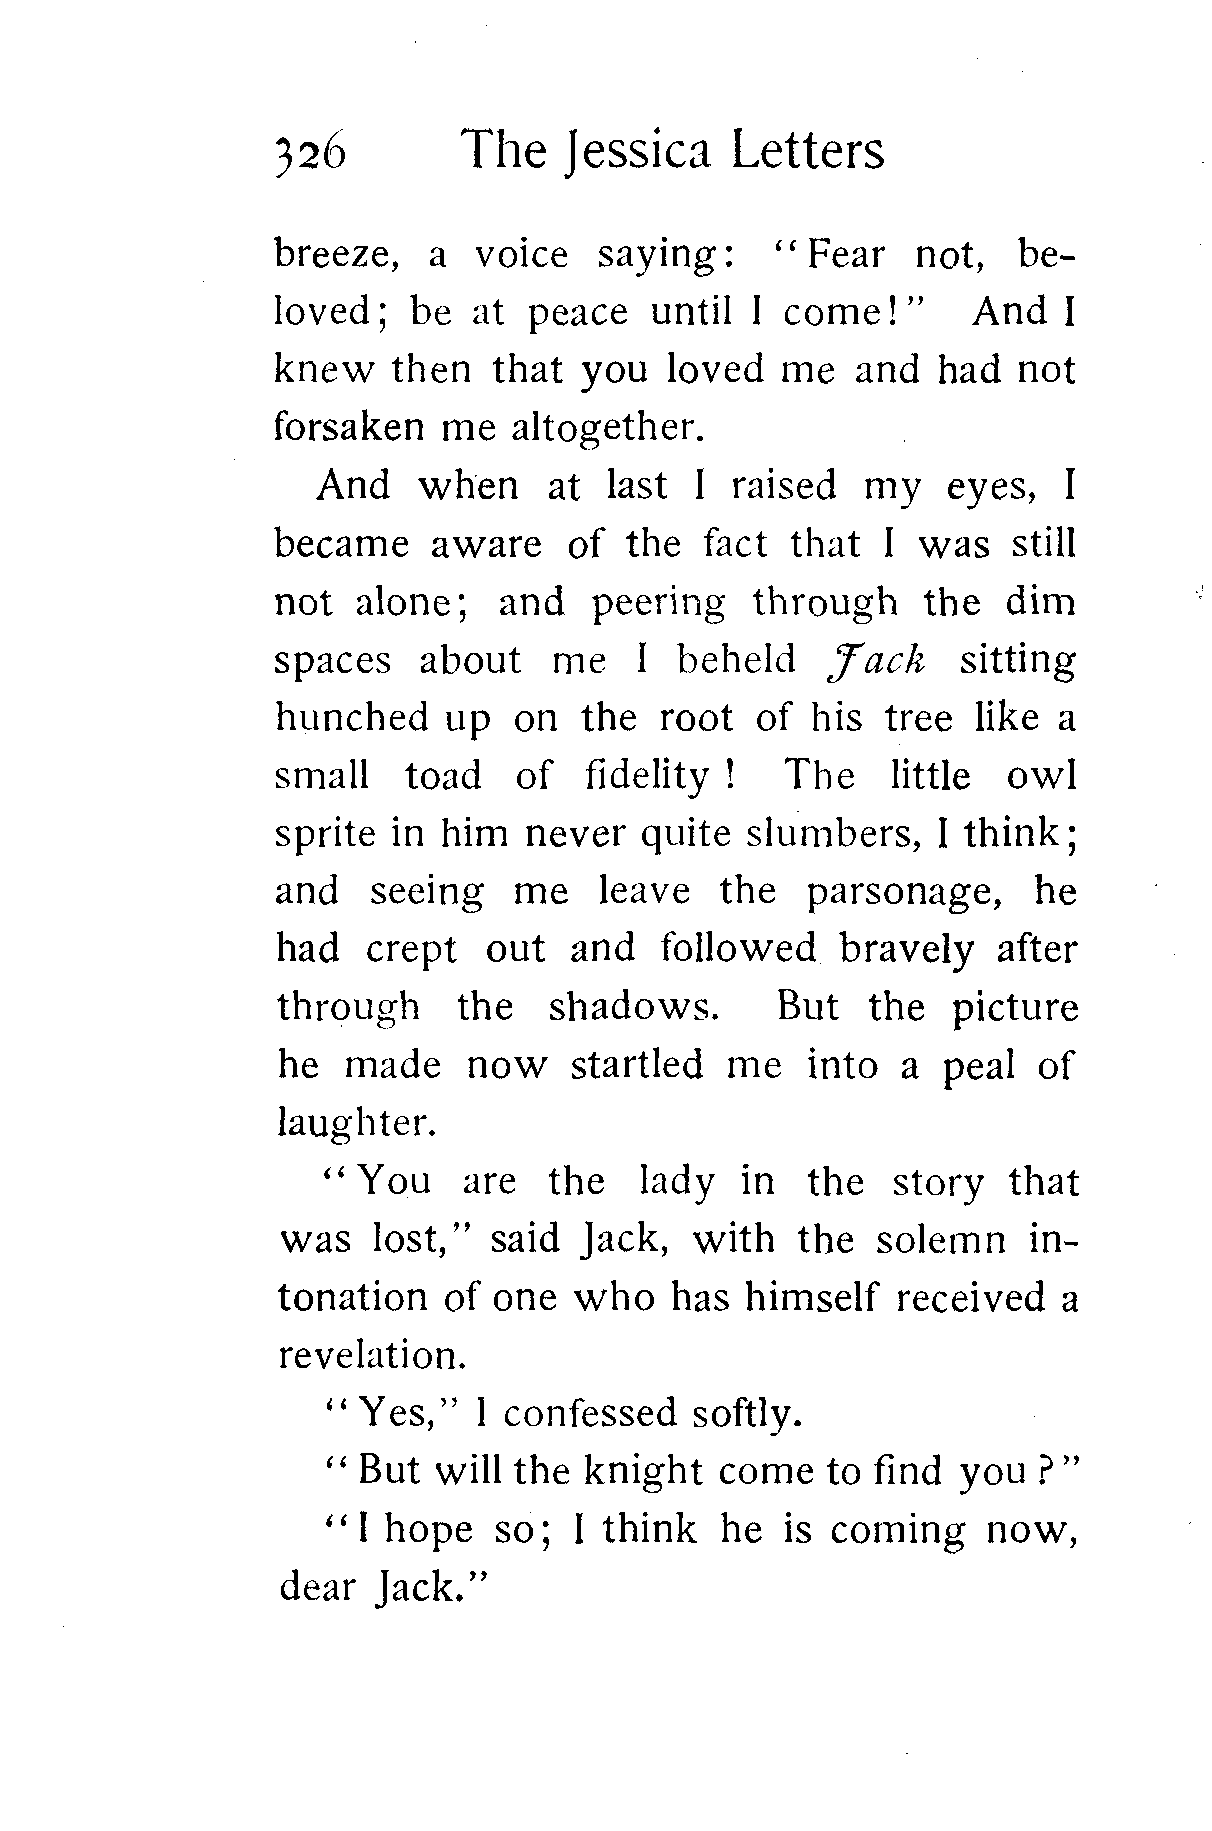 326 The Jessica Letters
breeze, a voice saying: “Fear not, be-
loved; be at peace until I come!” And I
knew then that you loved me and had not
forsaken me altogether.
And when at last I raised my eyes, I
became aware of the fact that I was still
not alone; and peering through the dim
spaces about me I beheld Jack sitting
hunched up on the root of his tree like a
small toad of fidelity! The little owl
sprite in him never quite slumbers, I think;
and seeing me leave the parsonage, he
had crept out and followed bravely after
through the shadows. But the picture
he made now startled me into a peal of
laughter.
“You are the lady in the story that
was lost,” said Jack, with the solemn in-
tonation of one who has himself received a
revelation.
“Yes,” I confessed softly.
“But will the knight come to find you?”
“I hope so; I think he is coming now,
dear Jack.”